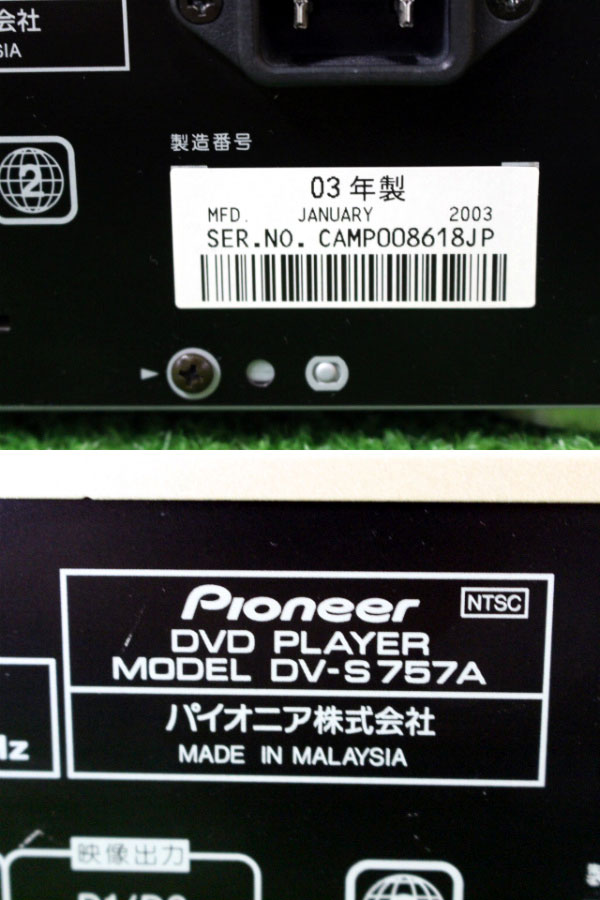 会社
SIA
2
製造番号
03年製
MFD. JANUARY 2003
SER.NO. CAMP008618JP
Pioneer NTSC
DVD PLAYER
MODEL DV-S757A
パイオニア株式会社
MADE IN MALAYSIA
Hz
映像出力